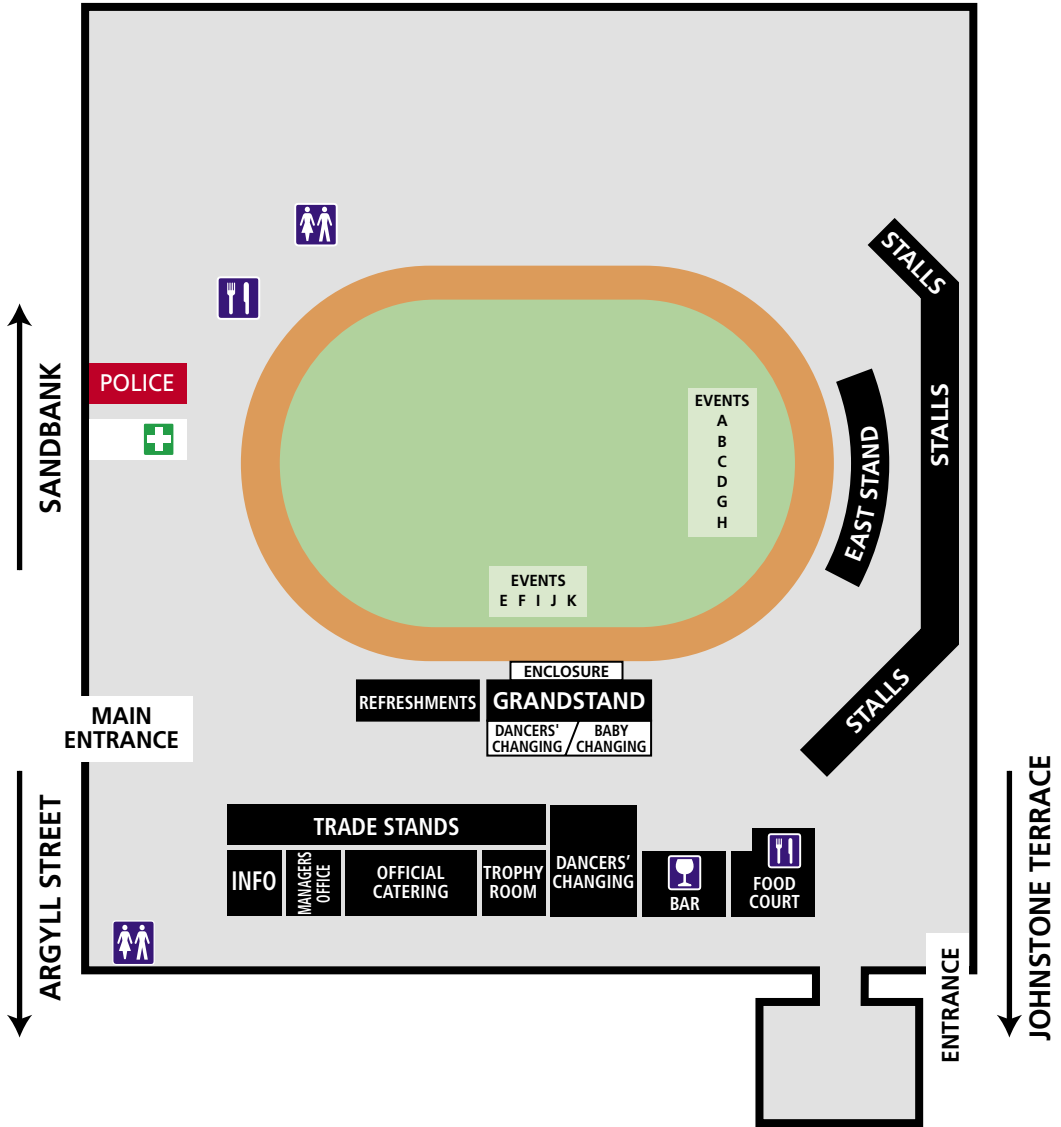 STALLS
SANDBANK
POLICE
EVENTS
A
B
C
D
G
H
STALLS
EAST STAND
EVENTS
E F I J K
ENCLOSURE
REFRESHMENTS
GRANDSTAND
DANCERS'
CHANGING
BABY
CHANGING
STALLS
MAIN
ENTRANCE
ARGYLL STREET
JOHNSTONE TERRACE
TRADE STANDS
INFO
MANAGERS
OFFICE
OFFICIAL
CATERING
TROPHY
ROOM
DANCERS’
CHANGING
BAR
FOOD
COURT
ENTRANCE